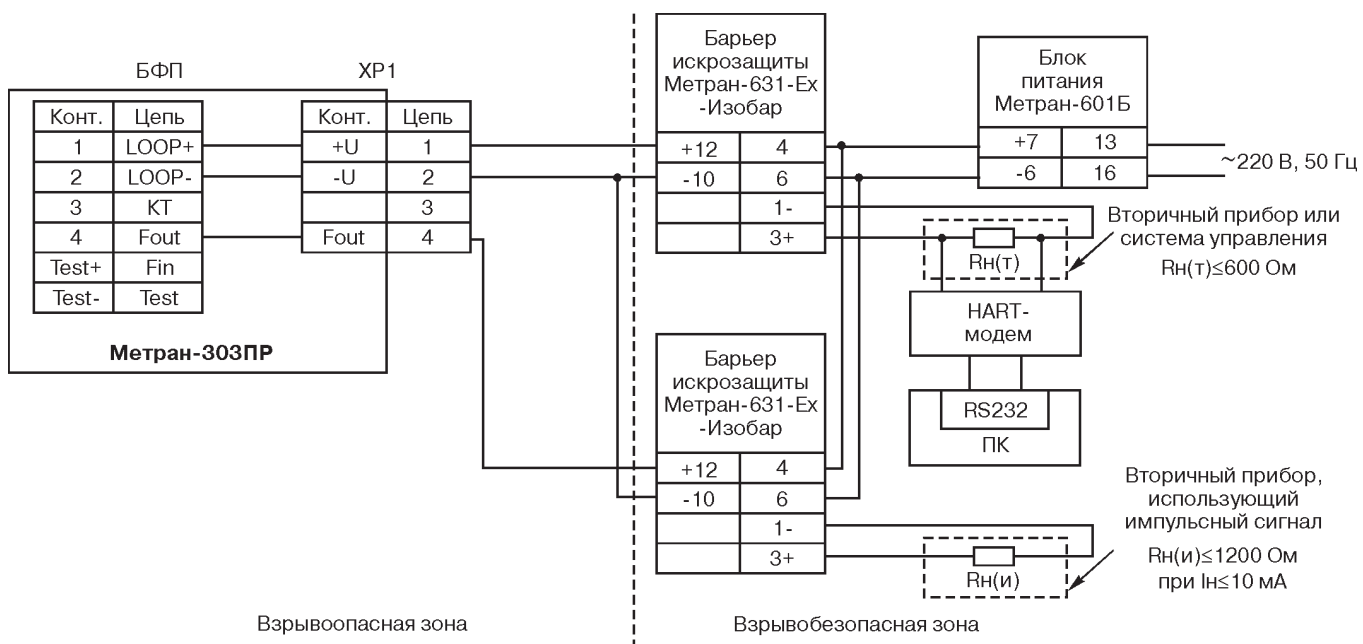 БФП
ХР1
Конт. Цепь
1 LOOP+
2 LOOP-
3 КТ
4 Fout
Test+ Fin
Test- Test
Метран-303ПР
Конт. Цепь
+U 1
-U 2
3
Fout 4
Барьер
искрозащиты
Метран-631-Ех
-Изобар
+12 4
-10 6
1-
3+
Блок
питания
Метран-601Б
+7 13
-6 16
~220 В, 50 Гц
Rн(т)
Вторичный прибор или
система управления
Rн(т)≤600 Ом
HART-
модем
RS232
ПК
Барьер
искрозащиты
Метран-631-Ех
-Изобар
+12 4
-10 6
1-
3+
Rн(и)
Вторичный прибор,
использующий
импульсный сигнал
Rн(и)≤1200 Ом
при Iн≤10 мА
Взрывоопасная зона
Взрывобезопасная зона